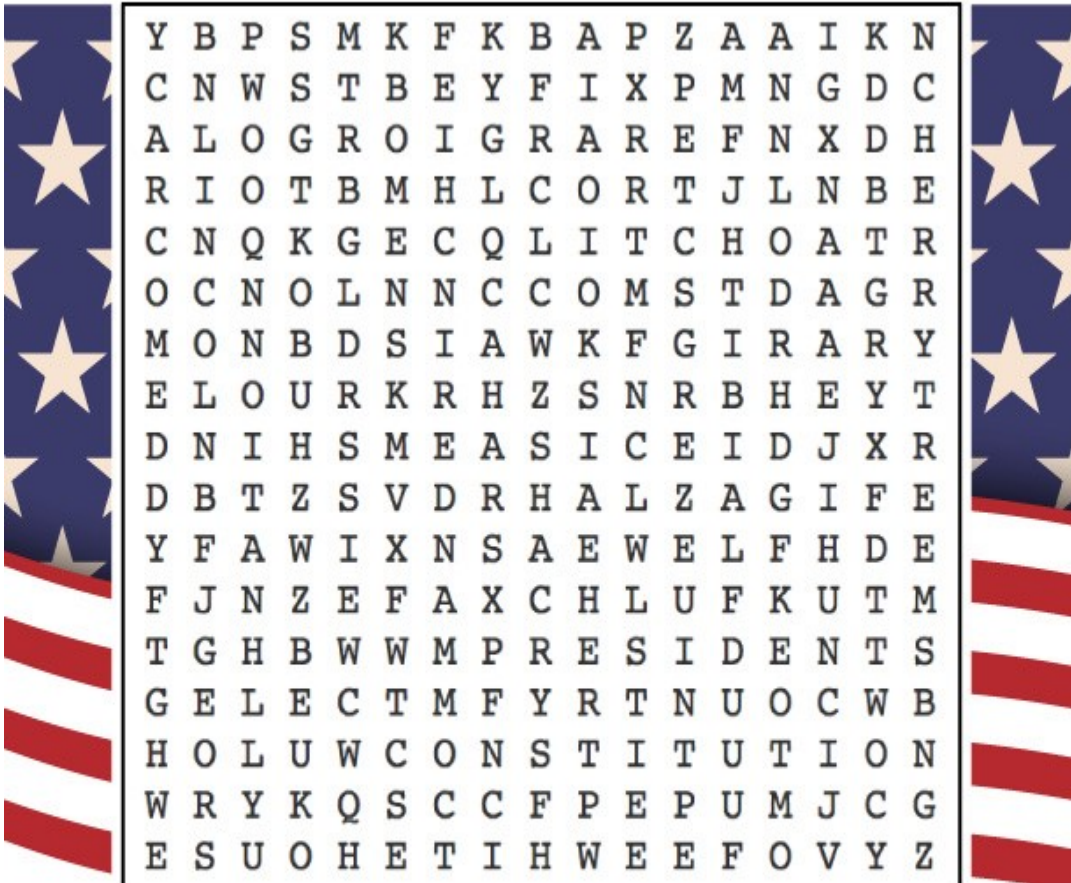 Y B P S M K F K B A P Z A A I K N
C N W S T B E Y F I X P M N G D C
A L O G R O I G R A R E F N X D H
R I O T B M H L C O R T J L N B E
C N Q K G E C Q L I T C H O A T R
O C N O L N N C C O M S T D A G R
M O N B D S I A W K F G I R A R Y
E L O U R K R H Z S N R B H E Y T
D N I H S M E A S I C E I D J X R
D B T Z S V D R H A L Z A G I F E
Y F A W I X N S A E W E L F H D E
F J N Z E F A X C H L U F K U T M
T G H B W W M P R E S I D E N T S
G E L E C T M F Y R T N U O C W B
H O L U W C O N S T I T U T I O N
W R Y K Q S C C F P E P U M J C G
E S U O H E T I H W E E F O V Y Z